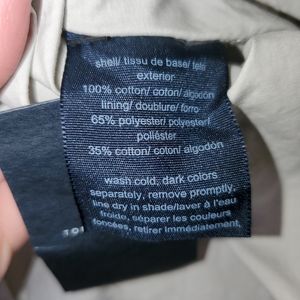 shell/ tissu de base/ tela
exterior
100% cotton/ coton/ algodón
lining/ doublure/ forro
65% polyester/ polyester/
poliéster
35% cotton/ coton/ algodón
wash cold, dark colors
separately, remove promptly,
line dry in shade/laver à l'eau
froide, séparer les couleurs
foncées, retirer immédiatement,